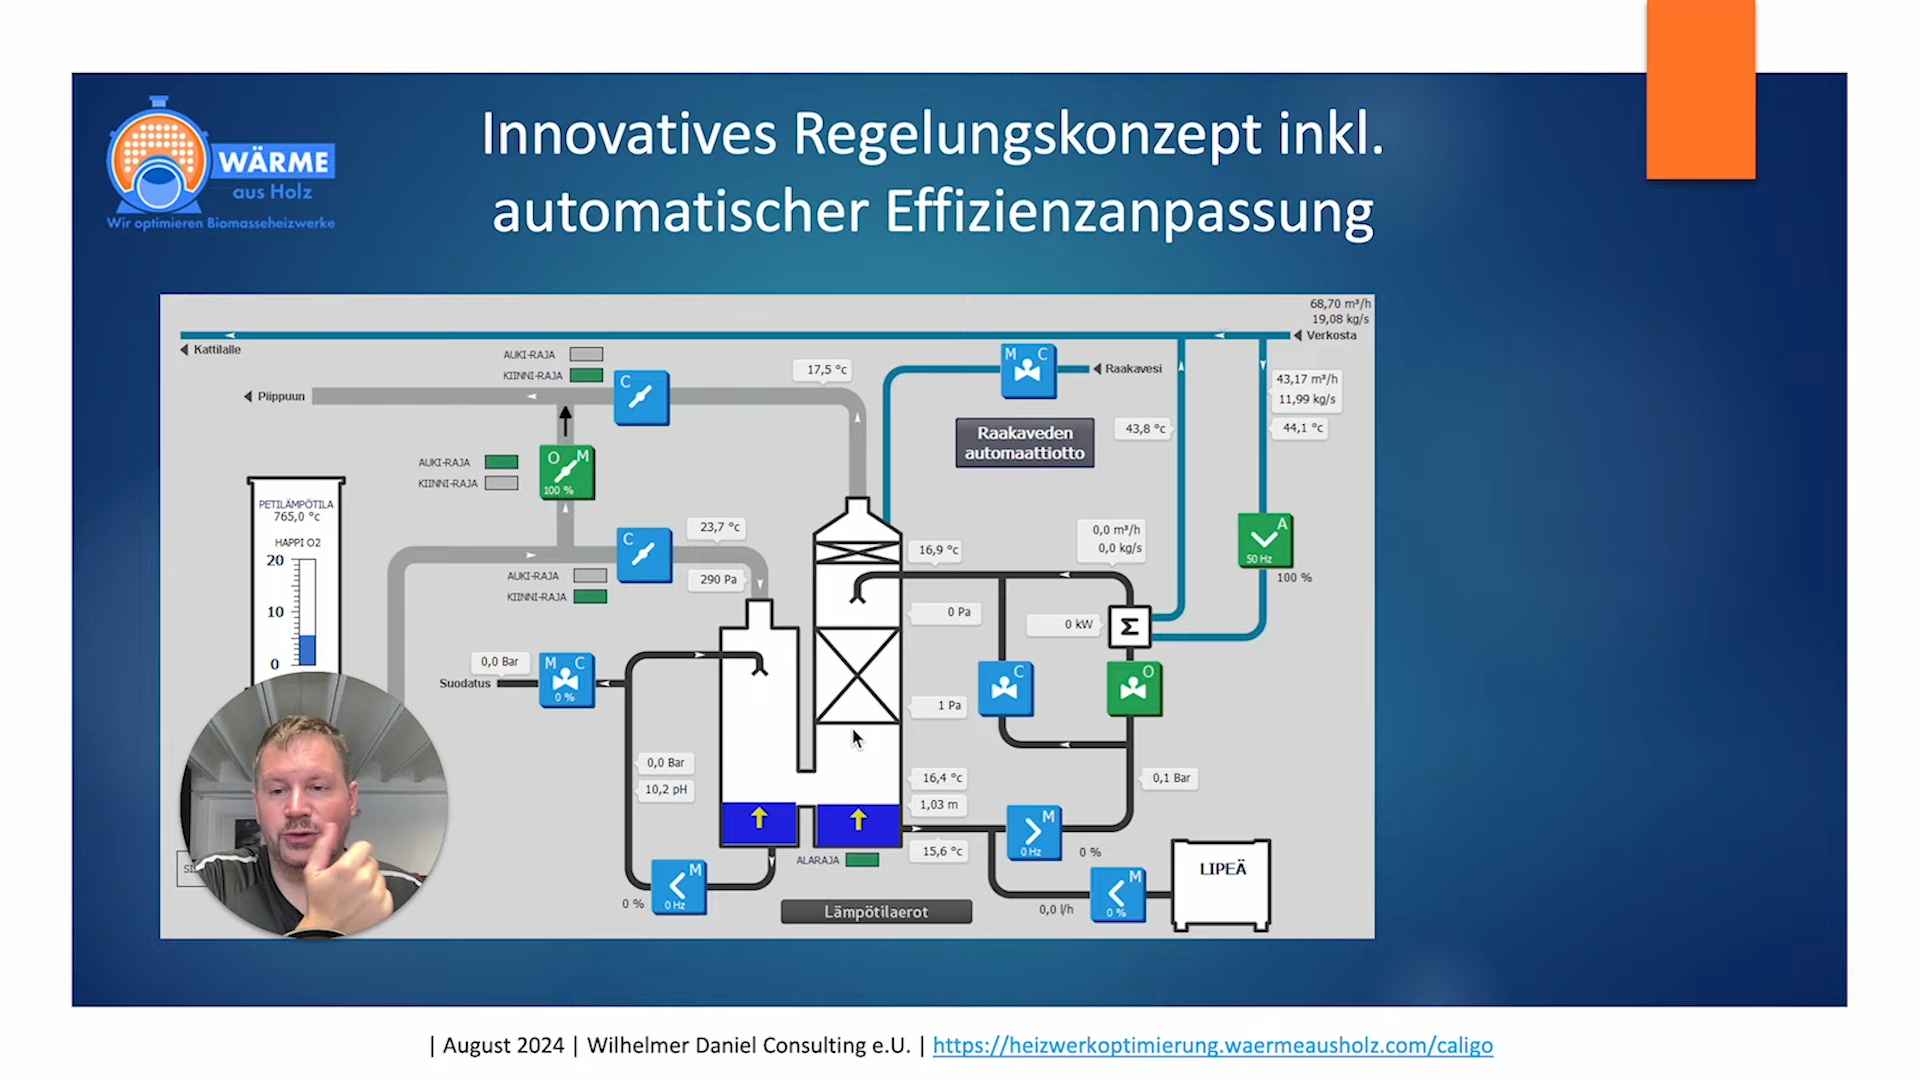 WÄRME
aus Holz
Wir optimieren Biomasseheizwerke
Innovatives Regelungskonzept inkl.
automatischer Effizienzanpassung
68,70 m³/h
19,08 kg/s
Verkosta
Kattilalle
AUKI-RAJA
KIINNI-RAJA
C
17,5 °c
M C
Raakavesi
Piippuun
43,17 m³/h
11,99 kg/s
Raakaveden
automaattiotto
43,8 °c
44,1 °c
AUKI-RAJA
KIINNI-RAJA
O M
100 %
PETILÄMPÖTILA
765,0 °c
HAPPI O2
20
10
0
C
23,7 °c
290 Pa
AUKI-RAJA
KIINNI-RAJA
16,9 °c
0,0 m³/h
0,0 kg/s
A
50 Hz
100 %
0 Pa
0 kW
Σ
0,0 Bar
Suodatus
M C
0 %
C
O
1 Pa
0,0 Bar
10,2 pH
16,4 °c
1,03 m
0,1 Bar
M
0 Hz
0 %
15,6 °c
ALARAJA
M
0 Hz
0 %
Lämpötilaerot
0,0 l/h
M
0 %
LIPEÄ
| August 2024 | Wilhelmer Daniel Consulting e.U. | https://heizwerkoptimierung.waermeausholz.com/caligo